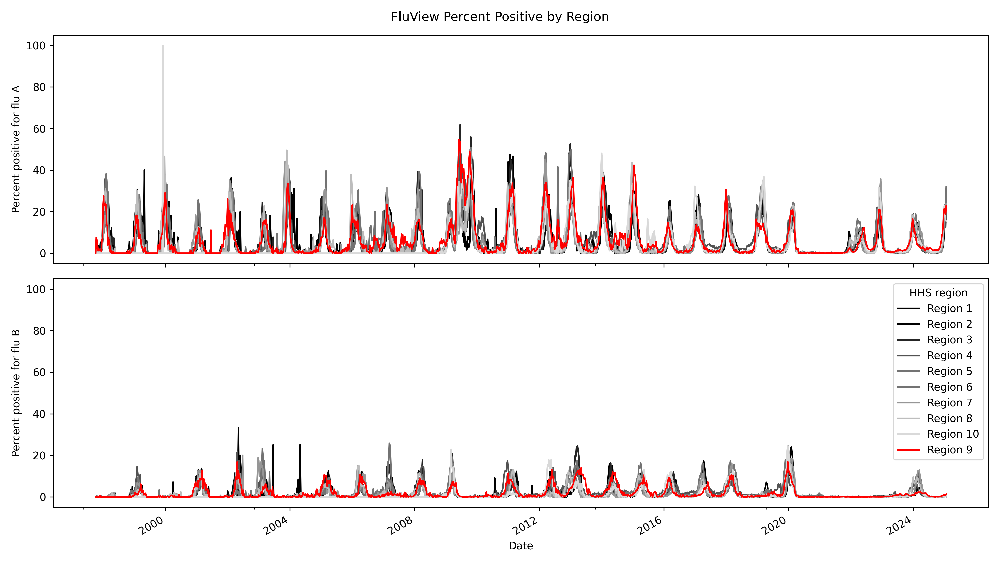 FluView Percent Positive by Region
Percent positive for flu A
100
80
60
40
20
0
Percent positive for flu B
100
80
60
40
20
0
HHS region
Region 1
Region 2
Region 3
Region 4
Region 5
Region 6
Region 7
Region 8
Region 10
Region 9
2000
2004
2008
2012
2016
2020
2024
Date